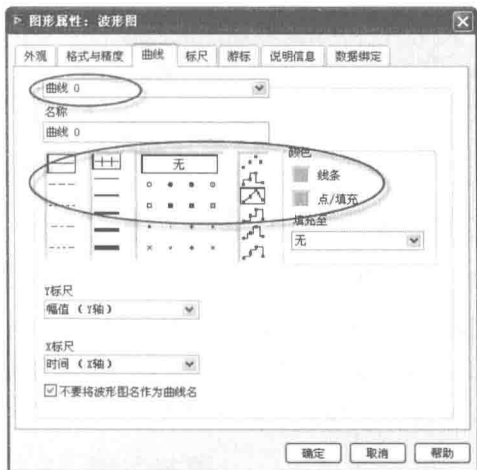 图形属性: 波形图
外观 格式与精度 曲线 标尺 游标 说明信息 数据绑定
曲线 0
名称
曲线 0
无
颜色
线条
点/填充
填充至
无
Y标尺
幅值 (Y轴)
X标尺
时间 (X轴)
不要将波形图名作为曲线名
确定 取消 帮助